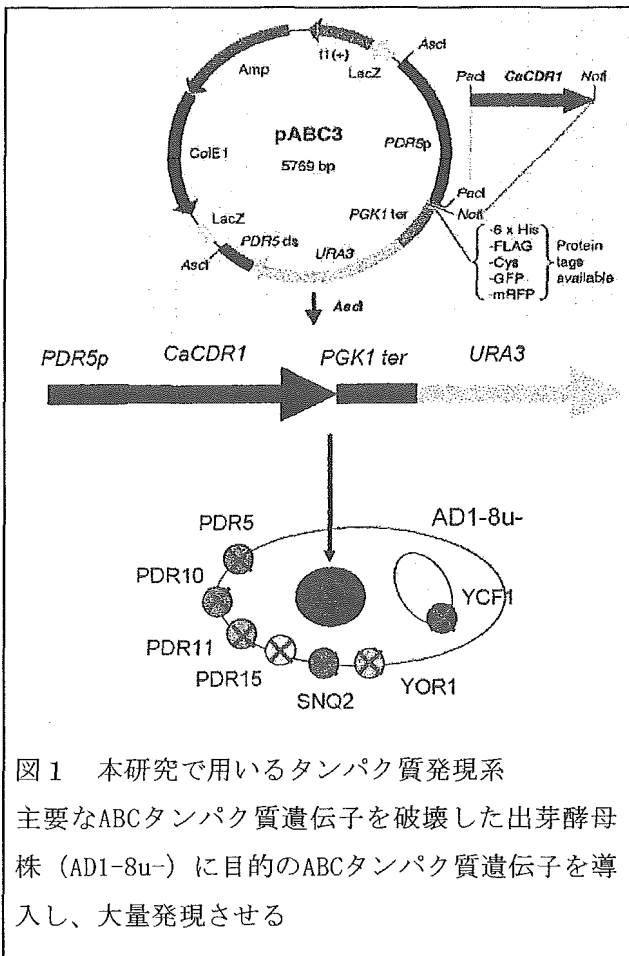 f1(+)
LacZ
AscI
Amp
PacI
CaCDR1
NotI
pABC3
5769 bp
PDR5p
ColE1
PacI
NotI
PGK1 ter
LacZ
PDR5 ds
URA3
AscI
-6 x His
-FLAG
-Cys
-GFP
-mRFP
Protein
tags
available
AscI
PDR5p
CaCDR1
PGK1 ter
URA3
AD1-8u-
PDR5
PDR10
YCF1
PDR11
PDR15
SNQ2
YOR1
図1 本研究で用いるタンパク質発現系
主要なABCタンパク質遺伝子を破壊した出芽酵母
株（AD1-8u-）に目的のABCタンパク質遺伝子を導
入し、大量発現させる